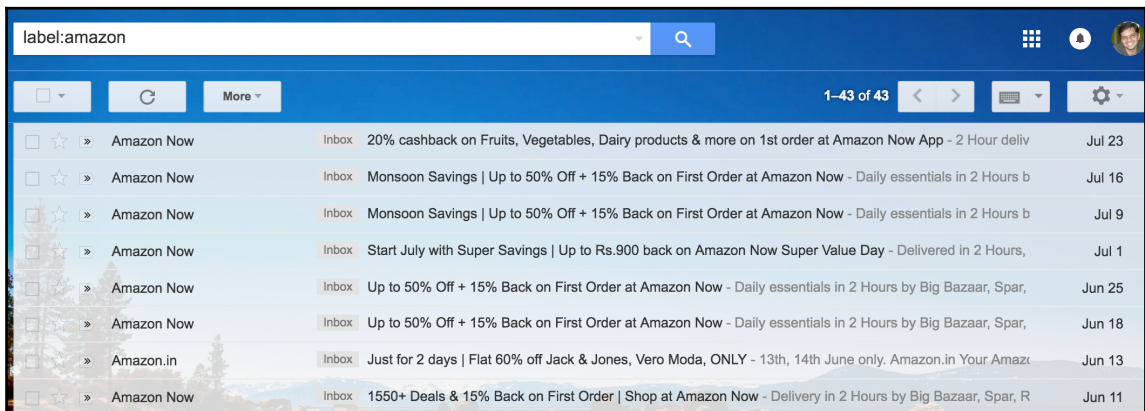 label:amazon
More 1–43 of 43
Amazon Now Inbox 20% cashback on Fruits, Vegetables, Dairy products & more on 1st order at Amazon Now App - 2 Hour deliv Jul 23
Amazon Now Inbox Monsoon Savings | Up to 50% Off + 15% Back on First Order at Amazon Now - Daily essentials in 2 Hours b Jul 16
Amazon Now Inbox Monsoon Savings | Up to 50% Off + 15% Back on First Order at Amazon Now - Daily essentials in 2 Hours b Jul 9
Amazon Now Inbox Start July with Super Savings | Up to Rs.900 back on Amazon Now Super Value Day - Delivered in 2 Hours, Jul 1
Amazon Now Inbox Up to 50% Off + 15% Back on First Order at Amazon Now - Daily essentials in 2 Hours by Big Bazaar, Spar, Jun 25
Amazon Now Inbox Up to 50% Off + 15% Back on First Order at Amazon Now - Daily essentials in 2 Hours by Big Bazaar, Spar, Jun 18
Amazon.in Inbox Just for 2 days | Flat 60% off Jack & Jones, Vero Moda, ONLY - 13th, 14th June only. Amazon.in Your Amaz Jun 13
Amazon Now Inbox 1550+ Deals & 15% Back on First Order | Shop at Amazon Now - Delivery in 2 Hours by Big Bazaar, Spar, R Jun 11